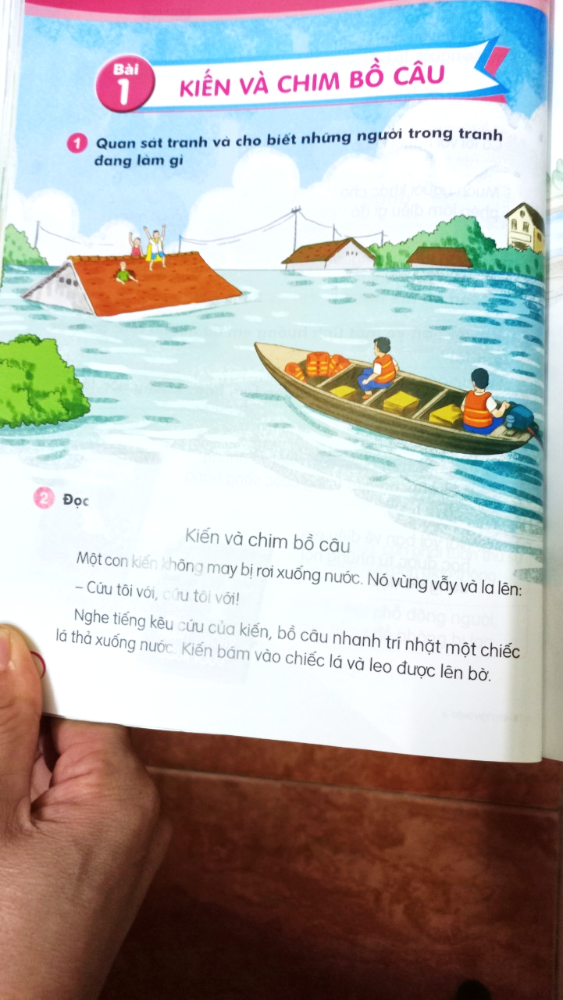 Bài
1
KIẾN VÀ CHIM BỒ CÂU
1 Quan sát tranh và cho biết những người trong tranh
đang làm gì
2 Đọc
Kiến và chim bồ câu
Một con kiến không may bị rơi xuống nước. Nó vùng vẫy và la lên:
– Cứu tôi với, cứu tôi với!
Nghe tiếng kêu cứu của kiến, bồ câu nhanh trí nhặt một chiếc
lá thả xuống nước. Kiến bám vào chiếc lá và leo được lên bờ.